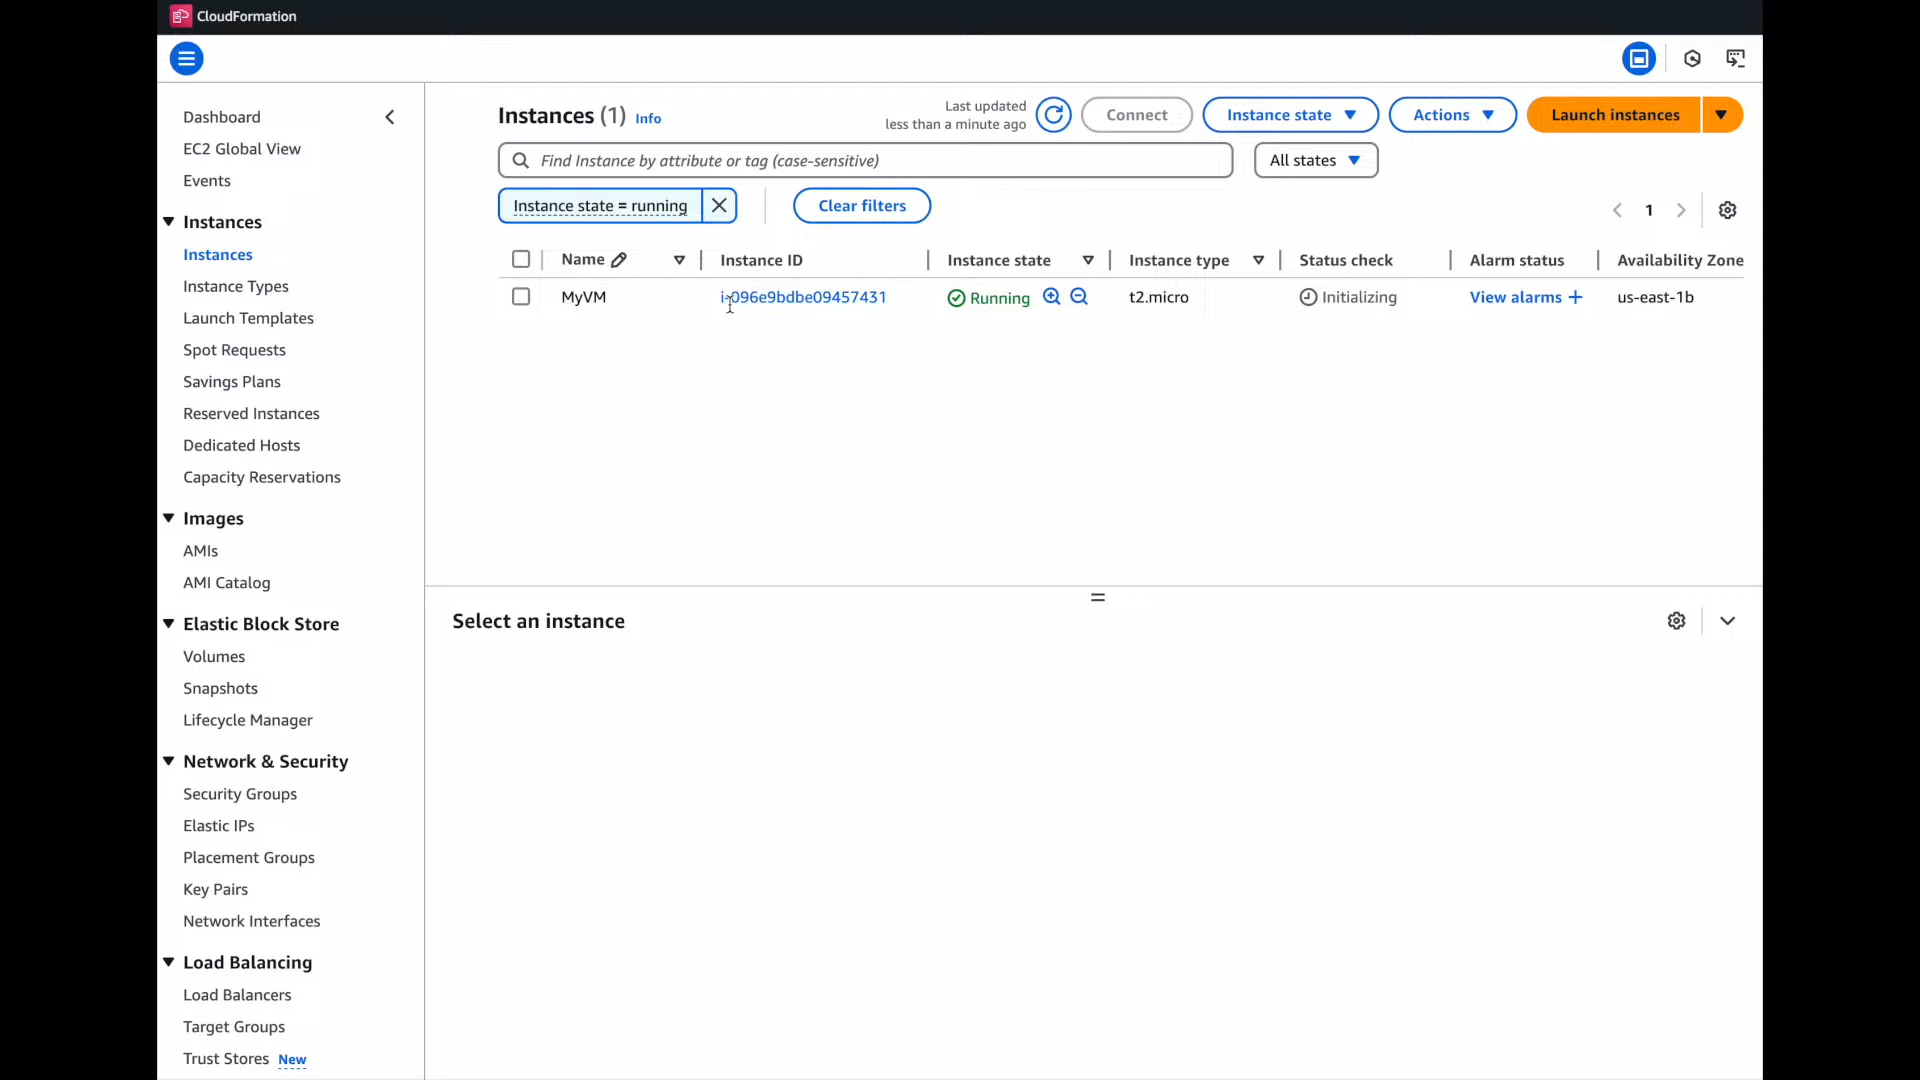 CloudFormation
Dashboard
EC2 Global View
Events
Instances
Instances
Instance Types
Launch Templates
Spot Requests
Savings Plans
Reserved Instances
Dedicated Hosts
Capacity Reservations
Images
AMIs
AMI Catalog
Elastic Block Store
Volumes
Snapshots
Lifecycle Manager
Network & Security
Security Groups
Elastic IPs
Placement Groups
Key Pairs
Network Interfaces
Load Balancing
Load Balancers
Target Groups
Trust Stores New
Instances (1) Info
Last updated
less than a minute ago
Connect
Instance state
Actions
Launch instances
Find Instance by attribute or tag (case-sensitive)
All states
Instance state = running
Clear filters
1
Name Instance ID Instance state Instance type Status check Alarm status Availability Zone
MyVM i-096e9bdbe09457431 Running t2.micro Initializing View alarms + us-east-1b
Select an instance